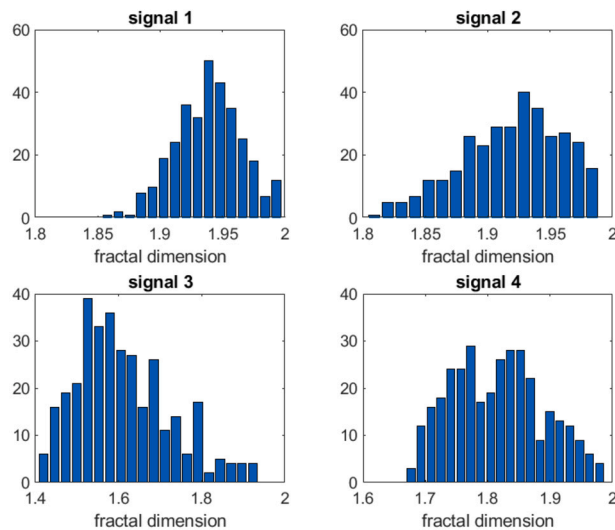 signal 1
60
40
20
0
1.8 1.85 1.9 1.95 2
fractal dimension
signal 2
60
40
20
0
1.8 1.85 1.9 1.95 2
fractal dimension
signal 3
40
30
20
10
0
1.4 1.6 1.8 2
fractal dimension
signal 4
40
30
20
10
0
1.6 1.7 1.8 1.9 2
fractal dimension